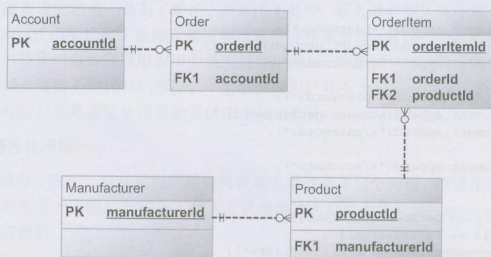 Account
PK accountId
Order
PK orderId
FK1 accountId
OrderItem
PK orderItemId
FK1 orderId
FK2 productId
Manufacturer
PK manufacturerId
Product
PK productId
FK1 manufacturerId